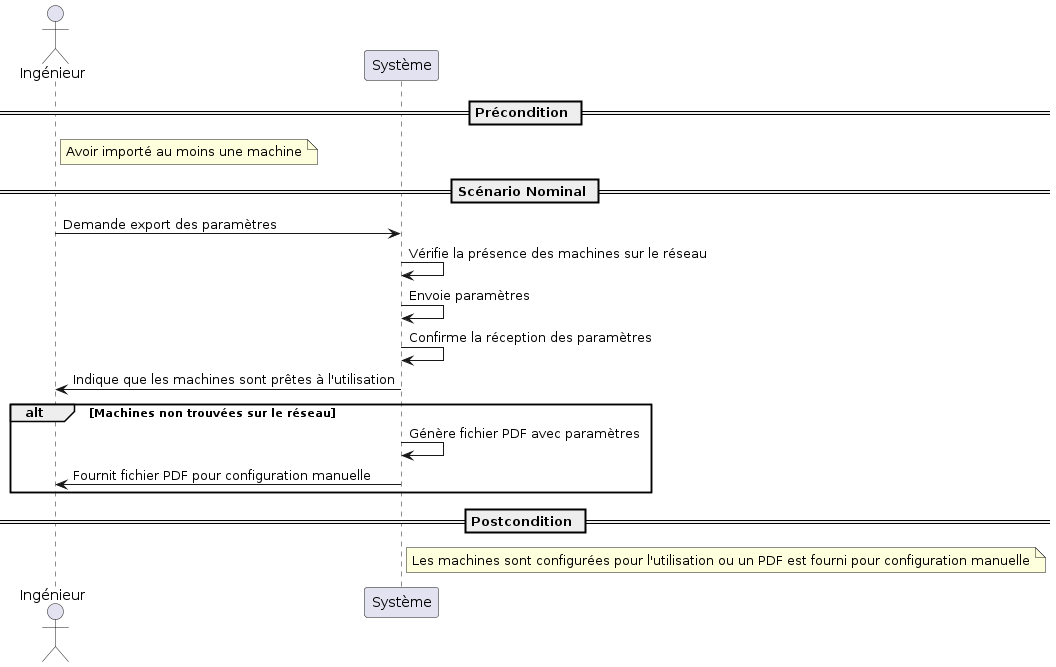 Ingénieur
Système
Précondition
Avoir importé au moins une machine
Scénario Nominal
Demande export des paramètres
Vérifie la présence des machines sur le réseau
Envoie paramètres
Confirme la réception des paramètres
Indique que les machines sont prêtes à l'utilisation
alt [Machines non trouvées sur le réseau]
Génère fichier PDF avec paramètres
Fournit fichier PDF pour configuration manuelle
Postcondition
Les machines sont configurées pour l'utilisation ou un PDF est fourni pour configuration manuelle
Ingénieur
Système